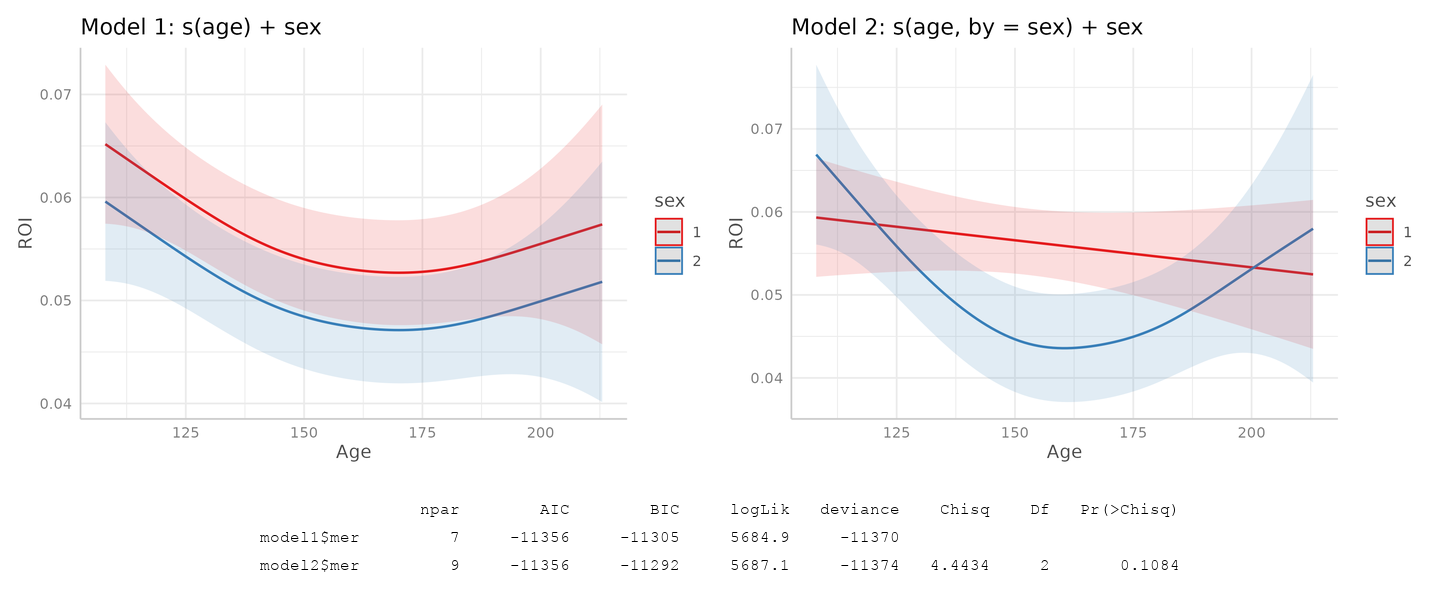 Model 1: s(age) + sex
0.07
0.06
0.05
0.04
ROI
125 150 175 200
Age
sex
1
2
Model 2: s(age, by = sex) + sex
0.07
0.06
0.05
0.04
ROI
125 150 175 200
Age
sex
1
2
npar AIC BIC logLik deviance Chisq Df Pr(>Chisq)
model1$mer 7 -11356 -11305 5684.9 -11370
model2$mer 9 -11356 -11292 5687.1 -11374 4.4434 2 0.1084